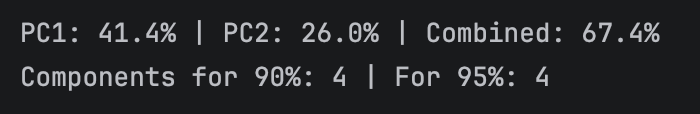 PC1: 41.4% | PC2: 26.0% | Combined: 67.4%
Components for 90%: 4 | For 95%: 4